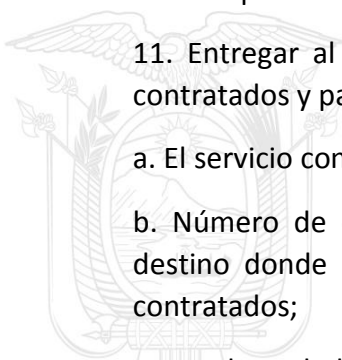 11. Entregar al
contratados y pa
a. El servicio con
b. Número de
destino donde
contratados;